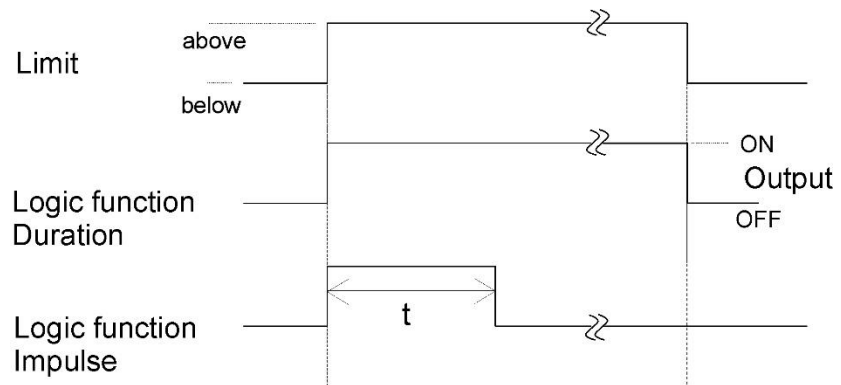 above
Limit
below
ON
Output
OFF
Logic function
Duration
t
Logic function
Impulse